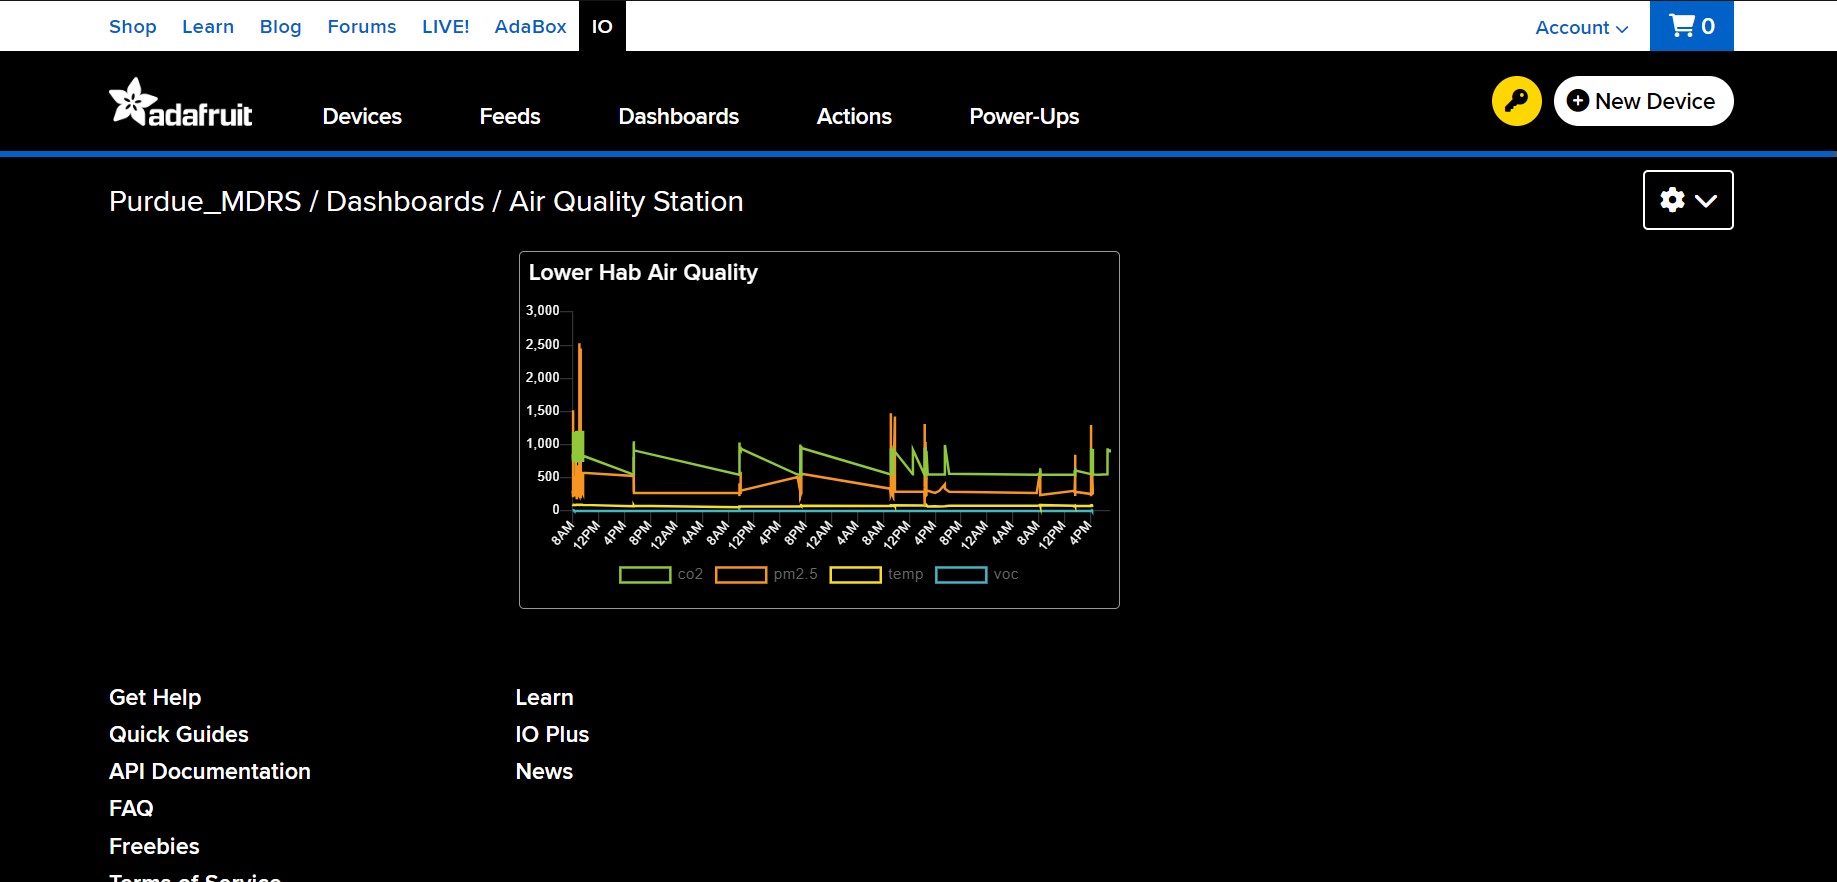 Shop Learn Blog Forums LIVE! AdaBox IO Account 0
adafruit Devices Feeds Dashboards Actions Power-Ups New Device
Purdue_MDRS / Dashboards / Air Quality Station
Lower Hab Air Quality
3,000
2,500
2,000
1,500
1,000
500
0
8AM 12PM 4PM 8PM 12AM 4AM 8AM 12PM 4PM 8PM 12AM 4AM 8AM 12PM 4PM 8PM 12AM 4AM 8AM 12PM 4PM
co2 pm2.5 temp voc
Get Help Learn
Quick Guides IO Plus
API Documentation News
FAQ
Freebies
Terms of Service